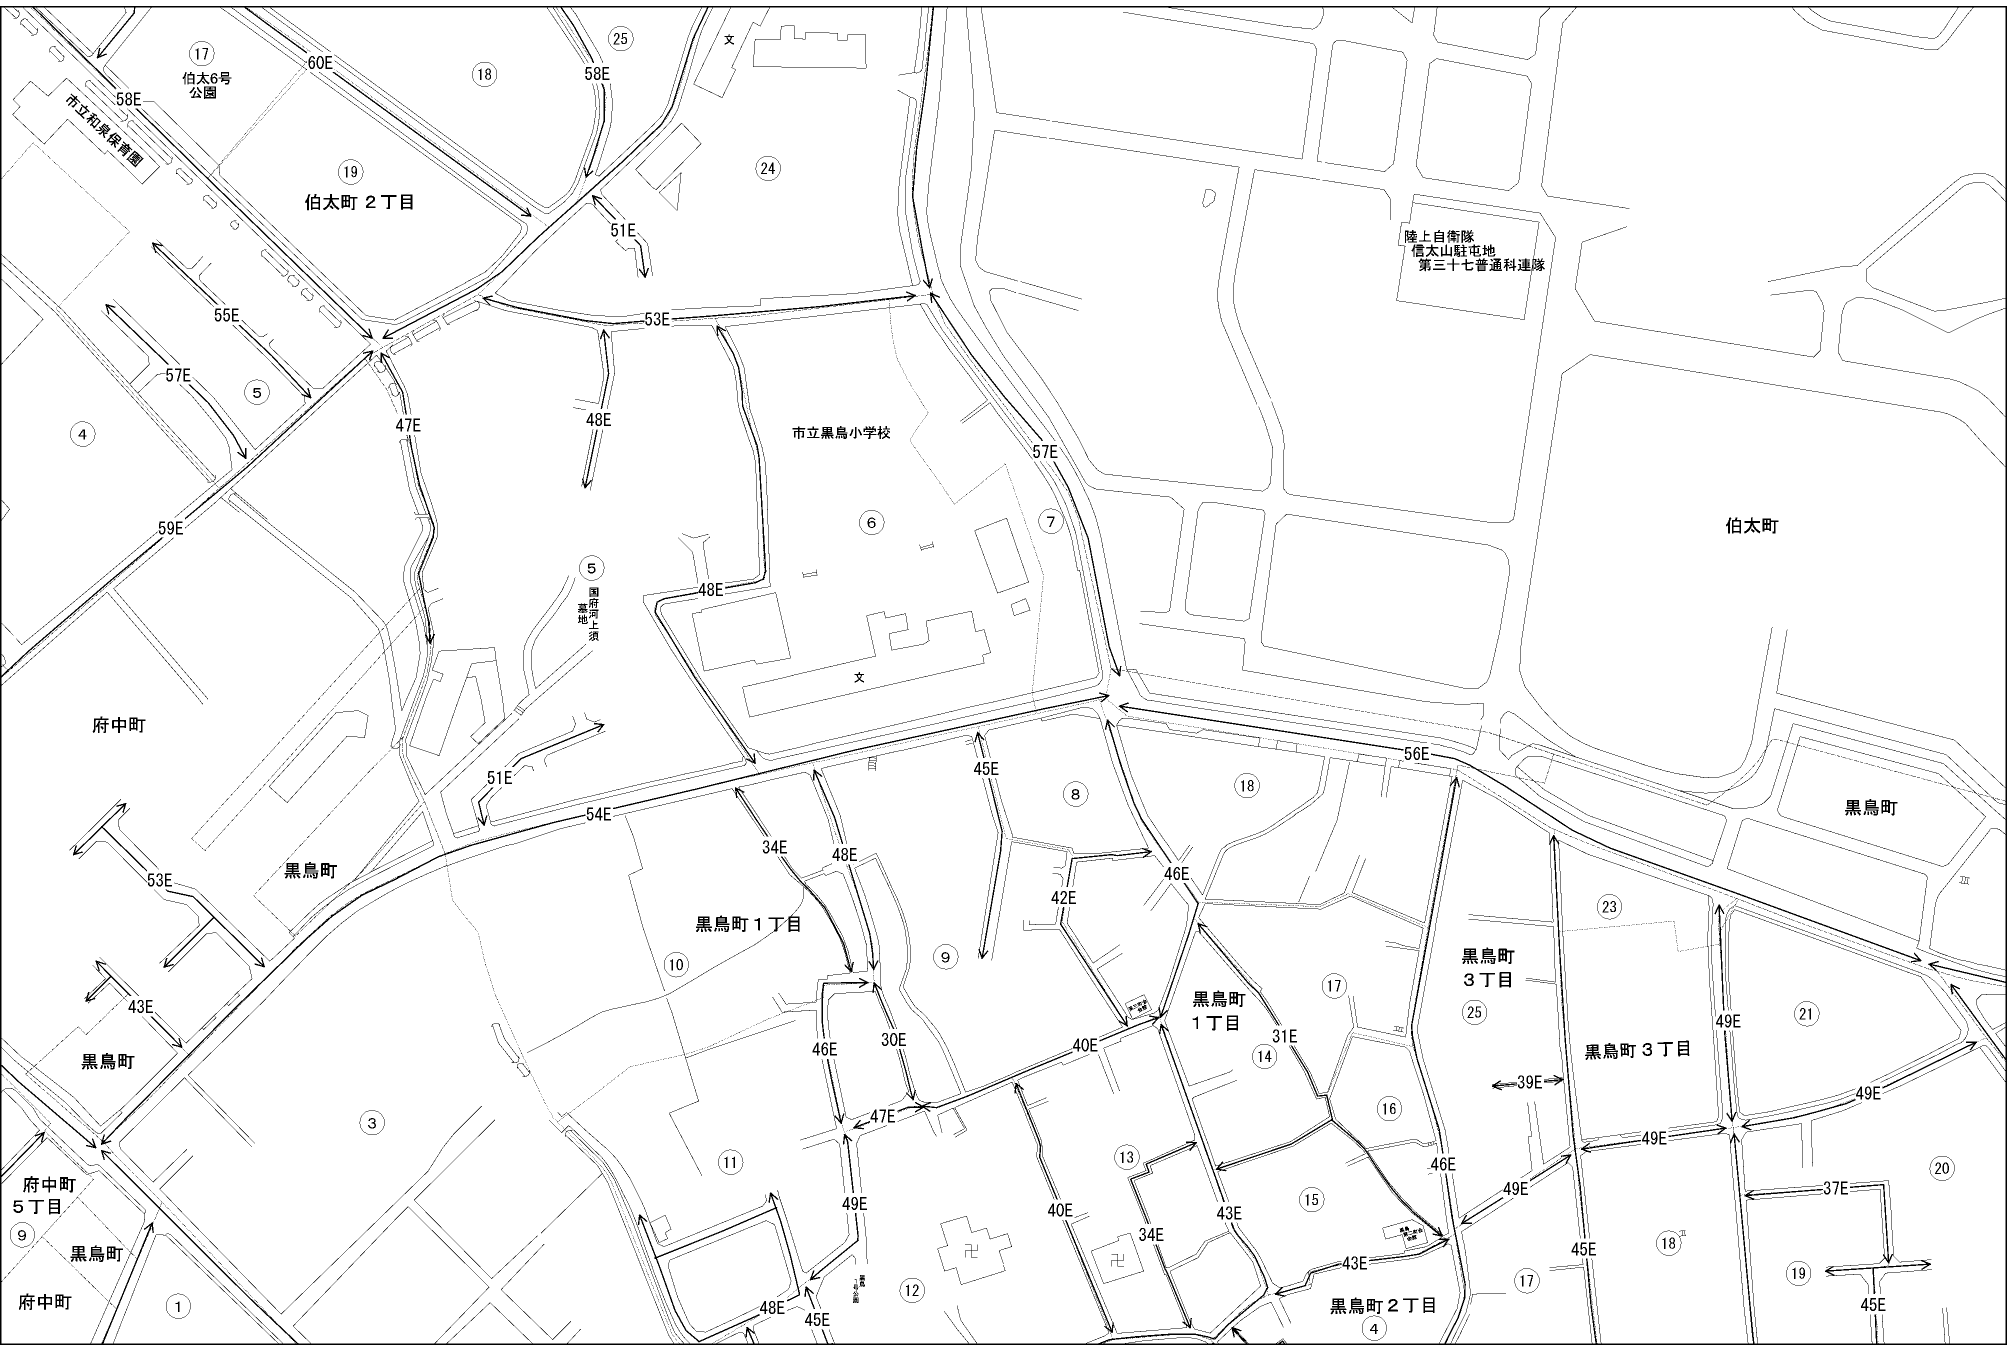 17
伯太6号
公園
58E
市立和泉保育園
60E
18
25
58E
文
24
19
伯太町 2丁目
51E
陸上自衛隊
信太山駐屯地
第三十七普通科連隊
55E
57E
5
4
53E
47E
48E
市立黒鳥小学校
57E
59E
6
7
伯太町
5
国府河上須
墓地
48E
文
府中町
51E
54E
45E
8
18
56E
黒鳥町
53E
黒鳥町
34E
48E
46E
42E
23
黒鳥町1丁目
10
9
黒鳥町
1丁目
17
黒鳥町
3丁目
25
21
43E
黒鳥町
46E
30E
40E
14
31E
49E
黒鳥町3丁目
39E
49E
3
47E
16
49E
11
13
46E
20
府中町
5丁目
9
黒鳥町
49E
40E
34E
43E
15
49E
37E
12
43E
45E
18
19
府中町
1
48E
45E
17
黒鳥町2丁目
4
45E